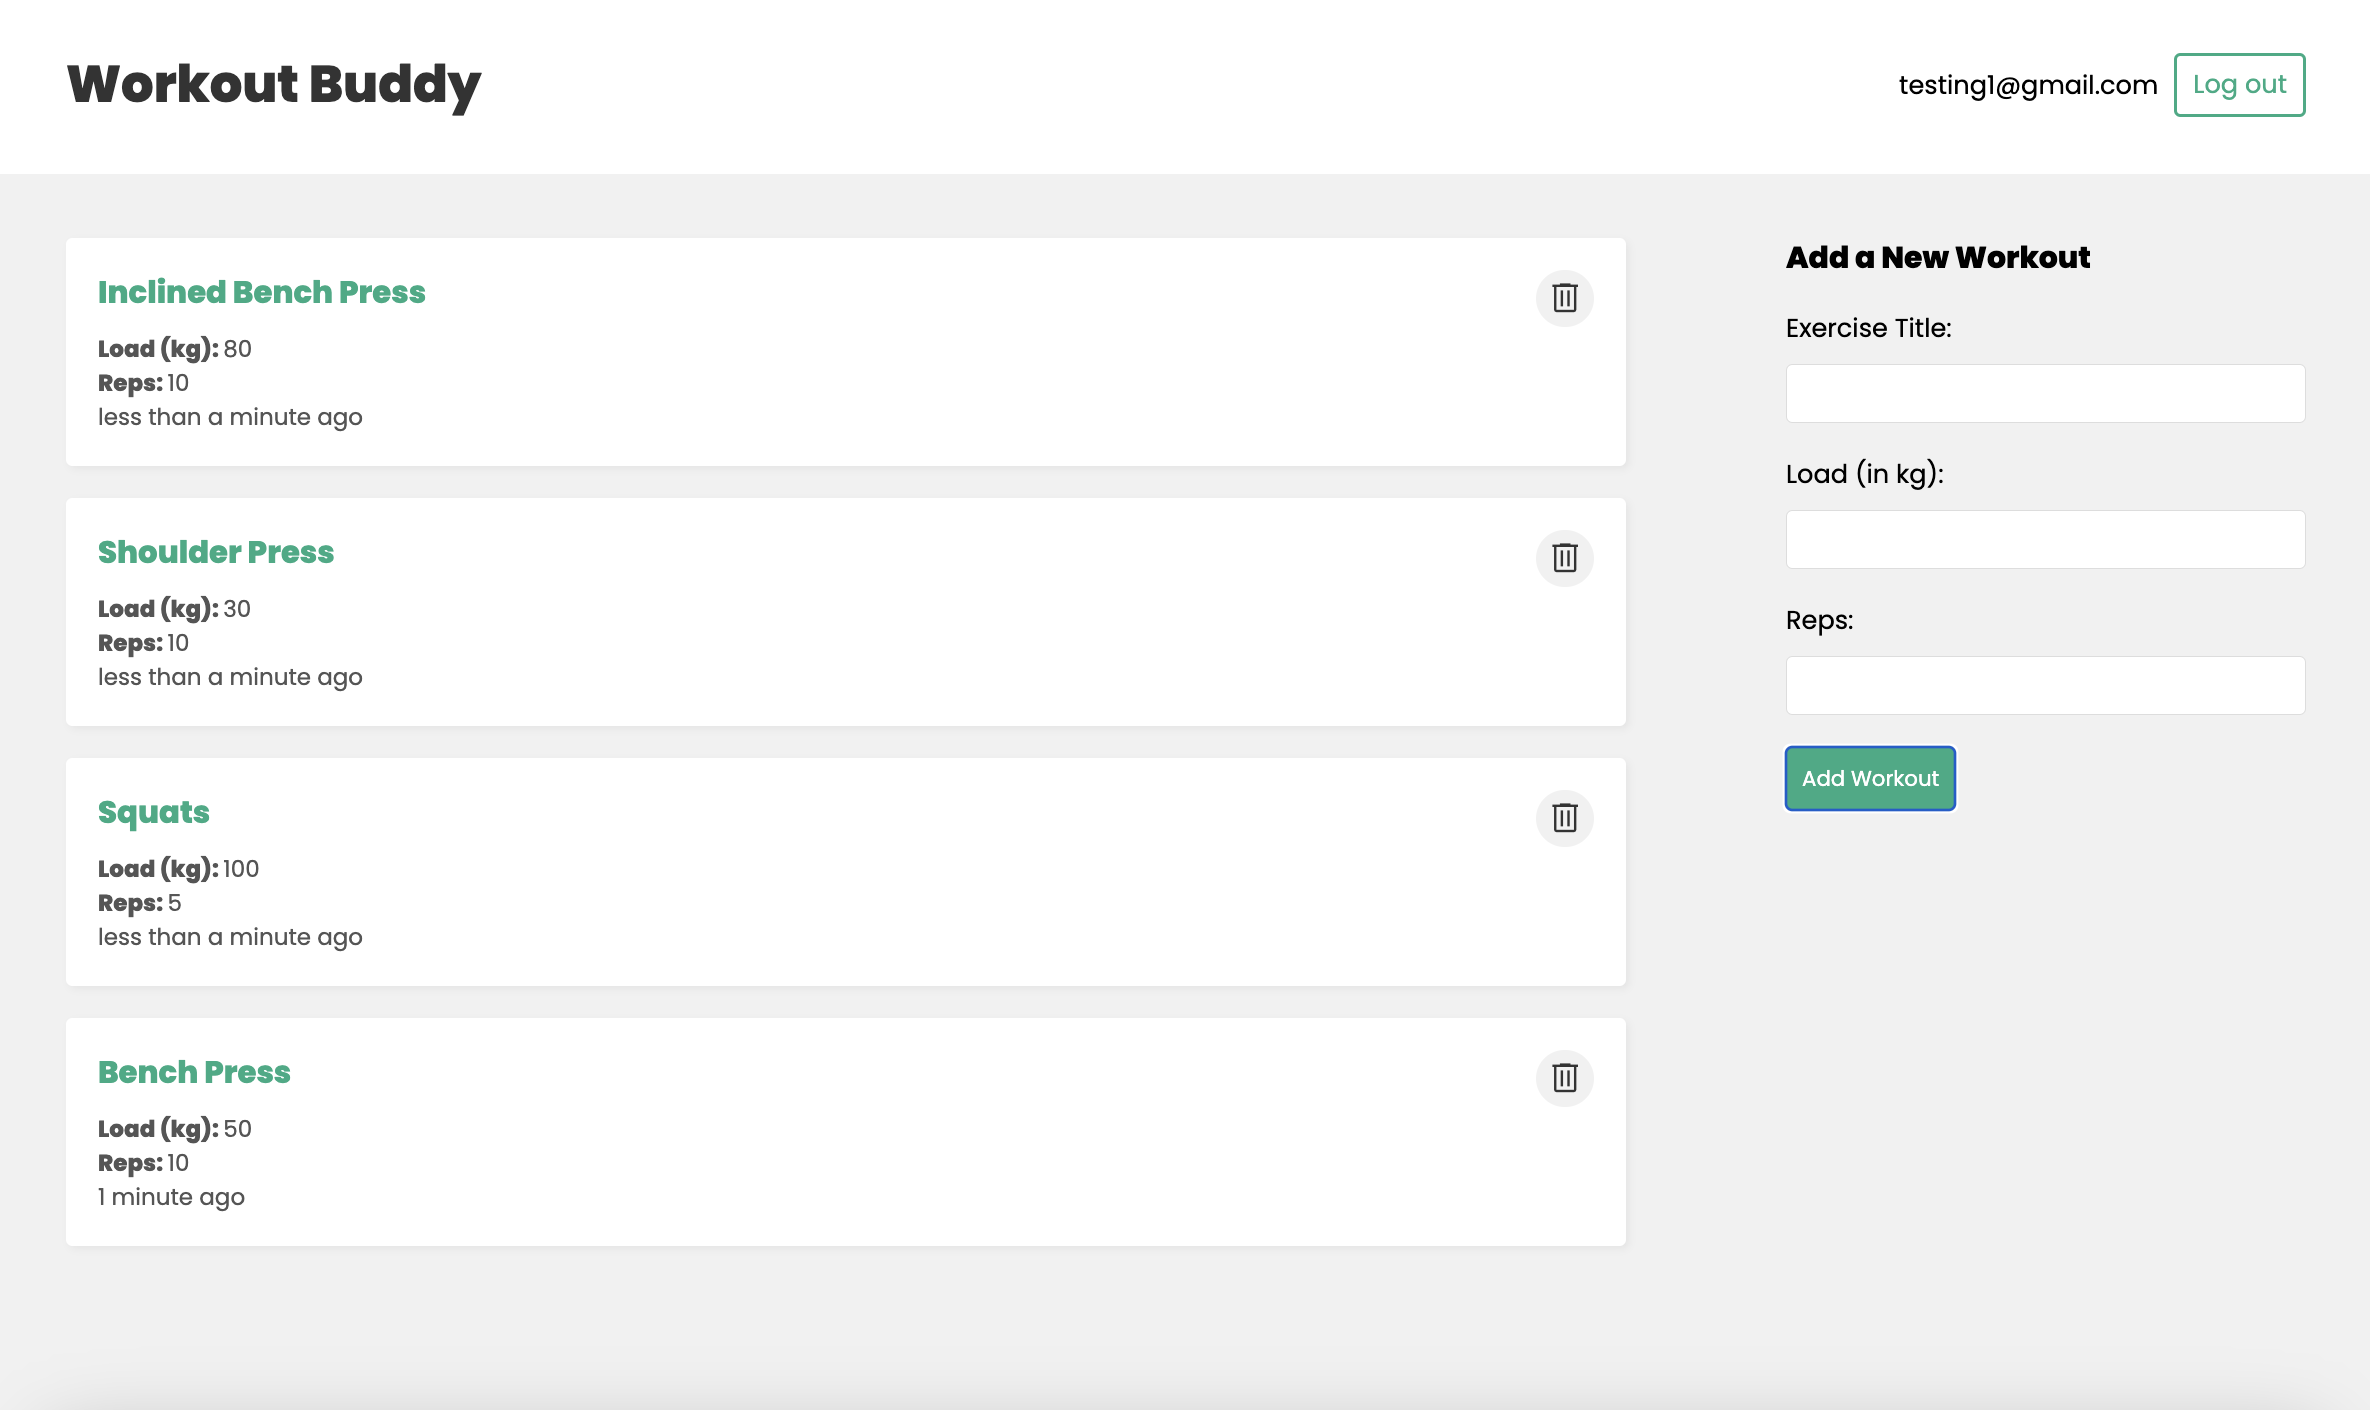 Workout Buddy
testing1@gmail.com
Log out
Inclined Bench Press
Load (kg): 80
Reps: 10
less than a minute ago
Shoulder Press
Load (kg): 30
Reps: 10
less than a minute ago
Squats
Load (kg): 100
Reps: 5
less than a minute ago
Bench Press
Load (kg): 50
Reps: 10
1 minute ago
Add a New Workout
Exercise Title:
Load (in kg):
Reps:
Add Workout